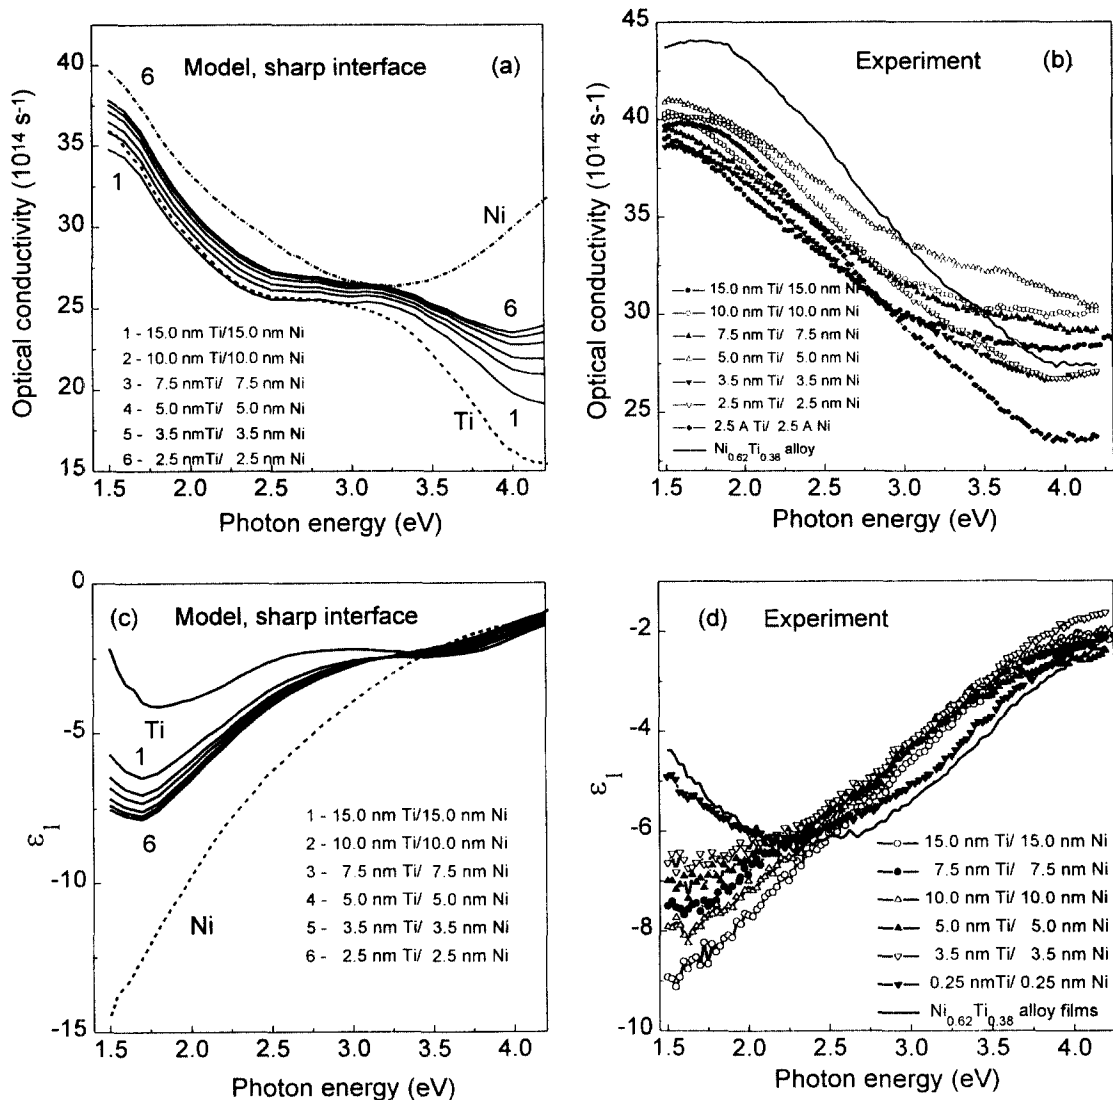 Model, sharp interface (a)
Optical conductivity (10¹⁴ s⁻¹)
40
35
30
25
20
15
6
1
Ni
Ti
6
1
1 - 15.0 nm Ti/15.0 nm Ni
2 - 10.0 nm Ti/10.0 nm Ni
3 - 7.5 nmTi/ 7.5 nm Ni
4 - 5.0 nmTi/ 5.0 nm Ni
5 - 3.5 nmTi/ 3.5 nm Ni
6 - 2.5nmTi/ 2.5 nm Ni
1.5 2.0 2.5 3.0 3.5 4.0
Photon energy (eV)
Experiment (b)
Optical conductivity (10¹⁴ s-1)
45
40
35
30
25
15.0 nm Ti/ 15.0 nm Ni
10.0 nm Ti/ 10.0 nm Ni
7.5 nm Ti/ 7.5 nm Ni
5.0 nm Ti/ 5.0 nm Ni
3.5 nm Ti/ 3.5 nm Ni
2.5 nm Ti/ 2.5 nm Ni
2.5 A Ti/ 2.5 A Ni
Ni₀.₆₂Ti₀.₃₈ alloy
1.5 2.0 2.5 3.0 3.5 4.0
Photon energy (eV)
(c) Model, sharp interface
ε₁
0
-5
-10
-15
Ti
1
6
Ni
1 - 15.0 nm Ti/15.0 nm Ni
2 - 10.0 nm Ti/10.0 nm Ni
3 - 7.5 nm Ti/ 7.5 nm Ni
4 - 5.0 nm Ti/ 5.0 nm Ni
5 - 3.5 nm Ti/ 3.5 nm Ni
6 - 2.5 nm Ti/ 2.5 nm Ni
1.5 2.0 2.5 3.0 3.5 4.0
Photon energy (eV)
(d) Experiment
ε₁
-2
-4
-6
-8
-10
15.0 nm Ti/ 15.0 nm Ni
7.5 nm Ti/ 7.5 nm Ni
10.0 nm Ti/ 10.0 nm Ni
5.0 nm Ti/ 5.0 nm Ni
3.5 nm Ti/ 3.5 nm Ni
0.25 nmTi/ 0.25 nm Ni
Ni₀.₆₂Ti₀.₃₈ alloy films
1.5 2.0 2.5 3.0 3.5 4.0
Photon energy (eV)